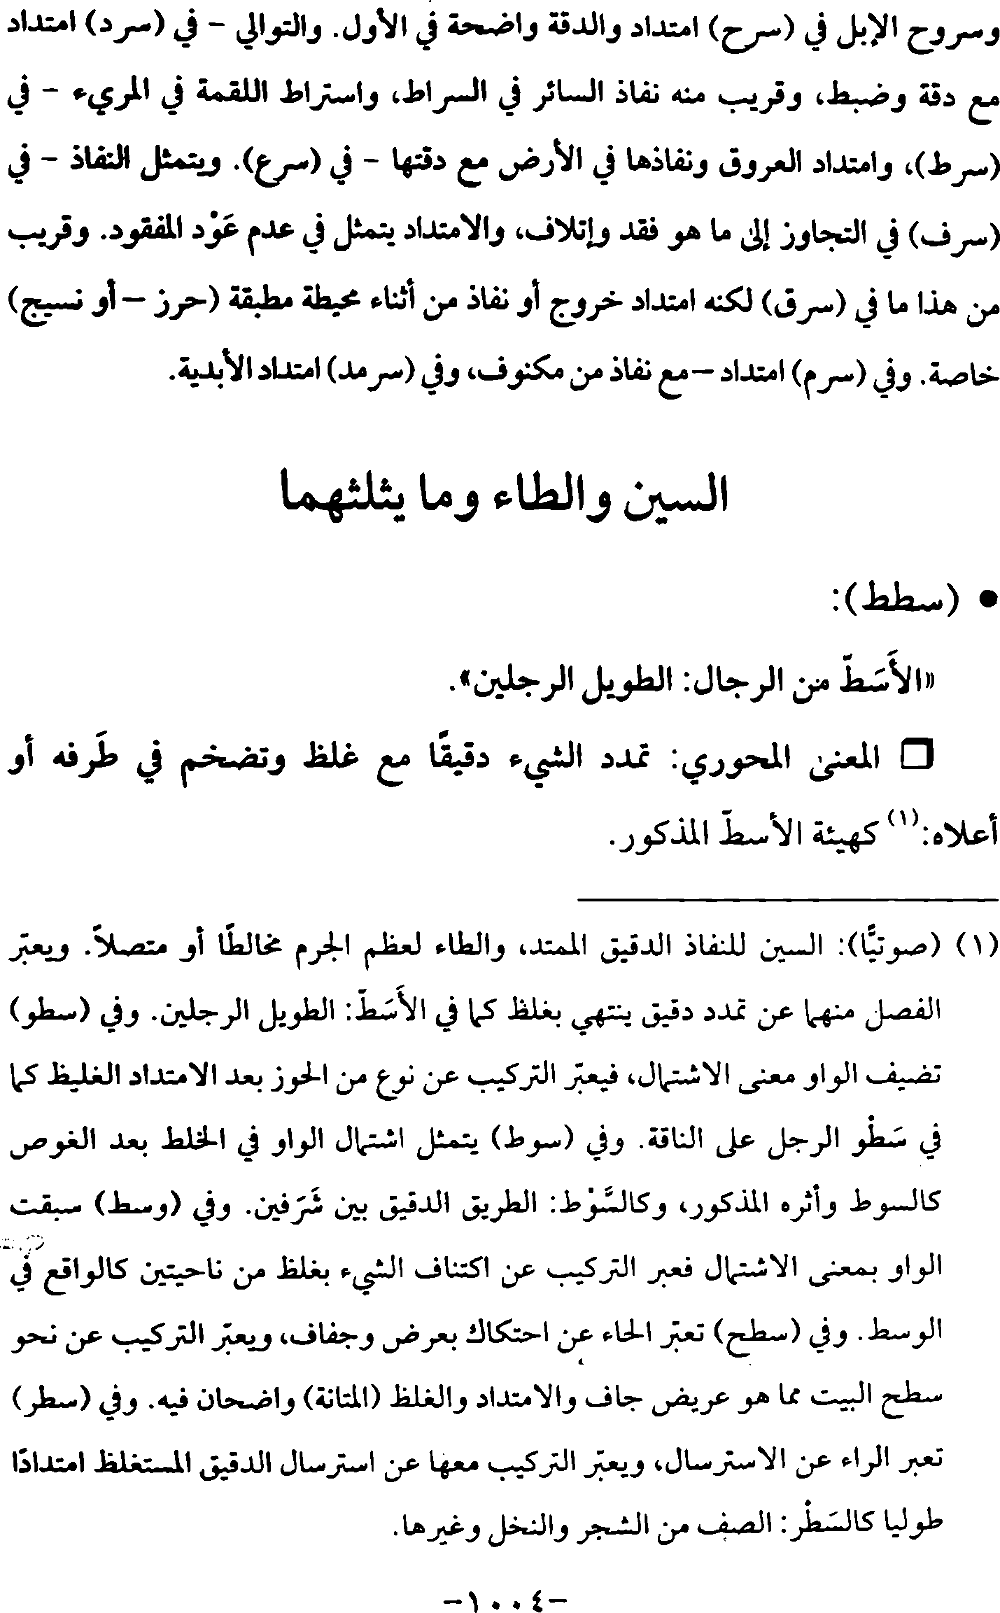 وسروح الإبل في (سرح) امتداد والدقة واضحة في الأول. والتوالي - في (سرد) امتداد
مع دقة وضبط، وقريب منه نفاذ السائر في السراط، واستراط اللقمة في المريء - في
(سرط)، وامتداد العروق ونفاذها في الأرض مع دقتها - في (سرع). ويتمثل النفاذ - في
(سرف) في التجاوز إلى ما هو فقد وإتلاف، والامتداد يتمثل في عدم عَوْد المفقود. وقريب
من هذا ما في (سرق) لكنه امتداد خروج أو نفاذ من أثناء محيطة مطبقة (حرز – أو نسيج)
خاصة. وفي (سرم) امتداد –مع نفاذ من مكنوف، وفي (سرمد) امتداد الأبدية.
السين والطاء وما يثلثهما
● (سطط):
«الأَسَطّ من الرجال: الطويل الرجلين».
❒ المعنى المحوري: تمدد الشيء دقيقًا مع غلظ وتضخم في طَرفه أو
أعلاه:(١) كهيئة الأسطّ المذكور.
(١) (صوتيًّا): السين للنفاذ الدقيق الممتد، والطاء لعظم الجرم مخالطًا أو متصلاً. ويعبّر
الفصل منهما عن تمدد دقيق ينتهي بغلظ كما في الأَسَطّ: الطويل الرجلين. وفي (سطو)
تضيف الواو معنى الاشتمال، فيعبّر التركيب عن نوع من الحوز بعد الامتداد الغليظ كما
في سَطْو الرجل على الناقة. وفي (سوط) يتمثل اشتمال الواو في الخلط بعد الغوص
كالسوط وأثره المذكور، وكالسَّوْط: الطريق الدقيق بين شَرَفين. وفي (وسط) سبقت
الواو بمعنى الاشتمال فعبر التركيب عن اكتناف الشيء بغلظ من ناحيتين كالواقع في
الوسط. وفي (سطح) تعبّر الحاء عن احتكاك بعرض وجفاف، ويعبّر التركيب عن نحو
سطح البيت مما هو عريض جاف والامتداد والغلظ (المتانة) واضحان فيه. وفي (سطر)
تعبر الراء عن الاسترسال، ويعبّر التركيب معها عن استرسال الدقيق المستغلظ امتدادًا
طوليا كالسَطْر: الصف من الشجر والنخل وغيرها.
-١٠٠٤-